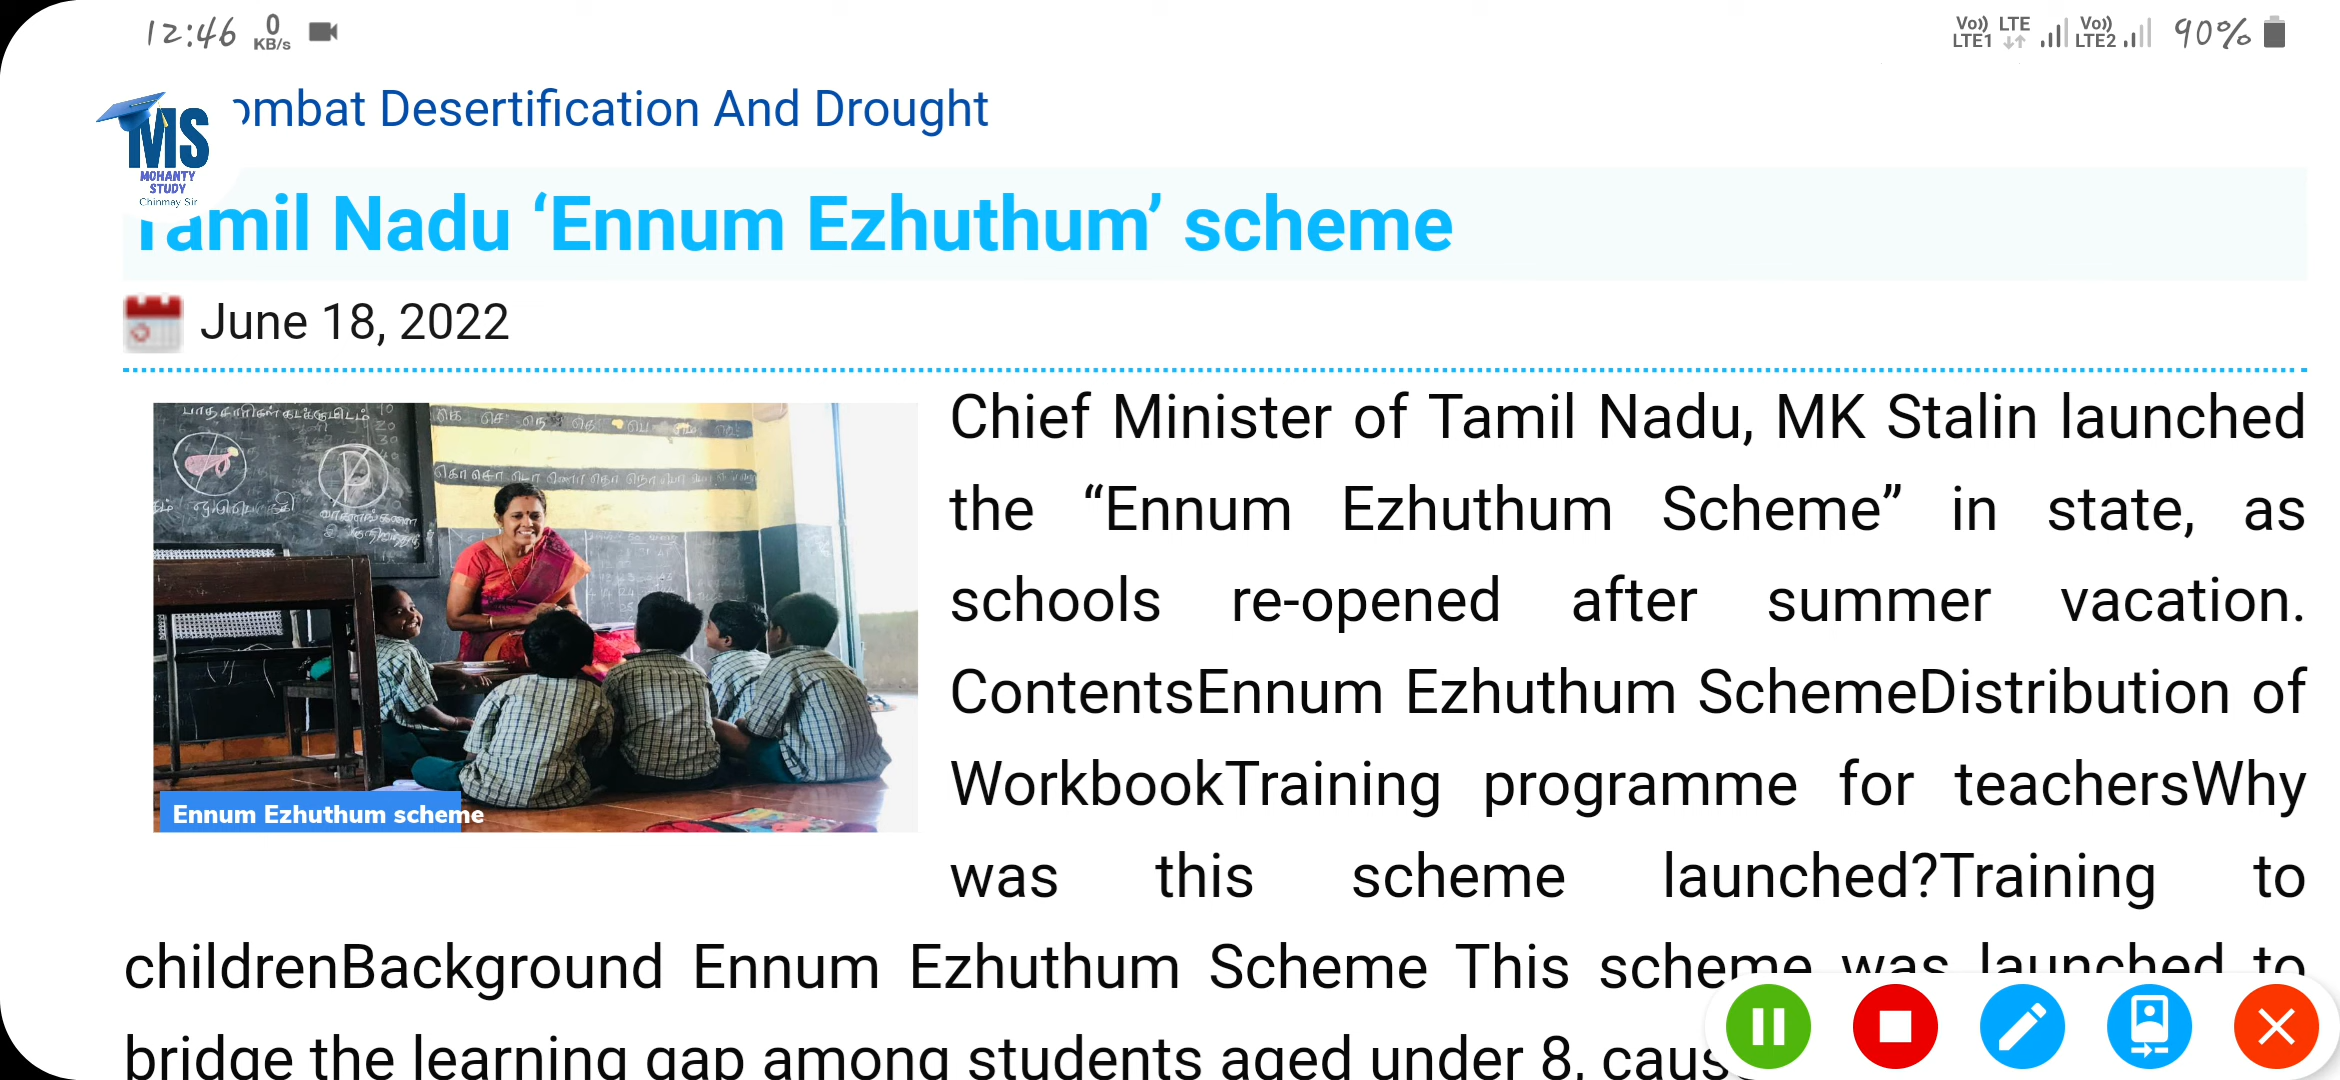 12:46 0 KB/s Vo)) LTE1 LTE Vo)) LTE2 90%
ombat Desertification And Drought
MS
MOHANTY
STUDY
Chinmay Sir
Tamil Nadu ‘Ennum Ezhuthum’ scheme
June 18, 2022
Chief Minister of Tamil Nadu, MK Stalin launched
the “Ennum Ezhuthum Scheme” in state, as
schools re-opened after summer vacation.
ContentsEnnum Ezhuthum SchemeDistribution of
WorkbookTraining programme for teachersWhy
was this scheme launched?Training to
childrenBackground Ennum Ezhuthum Scheme This scheme was launched to
bridge the learning gap among students aged under 8, caus
Ennum Ezhuthum scheme